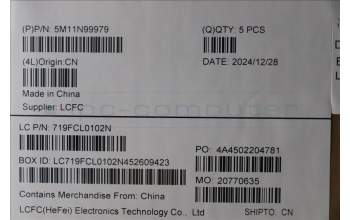 (P)P/N: 5M11N99979
(Q)QTY: 5 PCS
(4L)Origin:CN
DATE: 2024/12/28
Made in China
Supplier: LCFC
LC P/N: 719FCL0102N
PO: 4A4502204781
BOX ID: LC719FCL0102N452609423
MO: 20770635
Contains Merchandise From: China
LCFC(HeFei) Electronics Technology Co., Ltd.
SHIPTO: CN